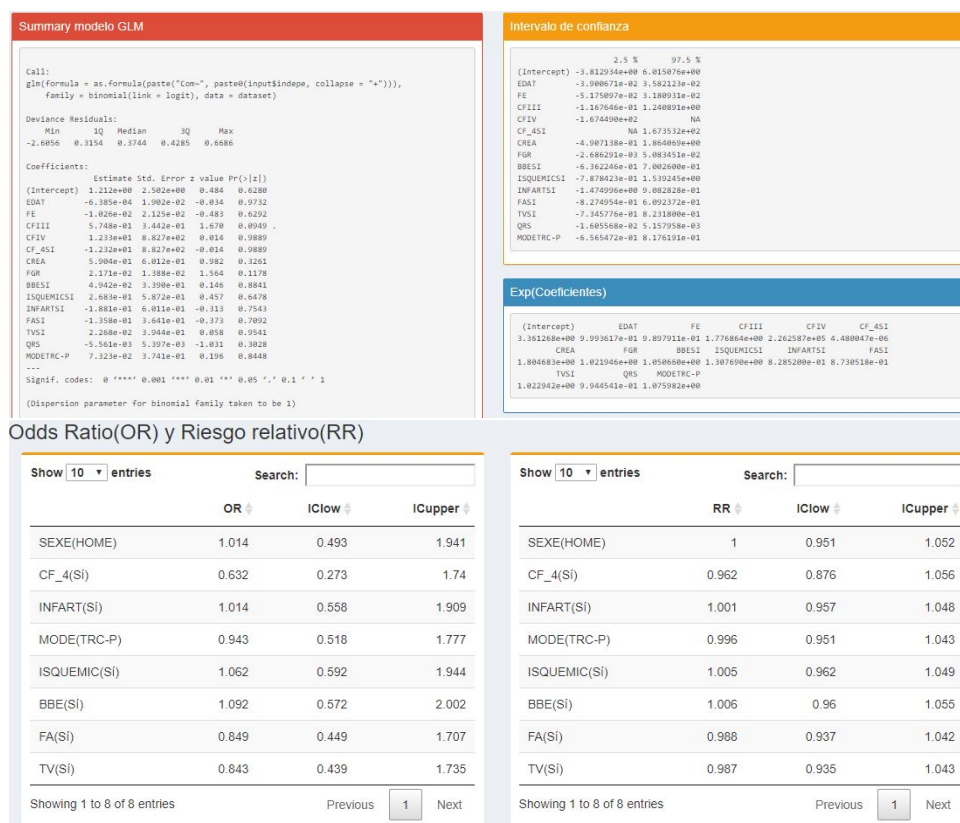 Summary modelo GLM
Call:
glm(formula = as.formula(paste("Com~", paste0(input$indepe, collapse = "+"))),
    family = binomial(link = logit), data = dataset)
Deviance Residuals:
    Min      1Q  Median      3Q     Max
-2.6056  0.3154  0.3744  0.4285  0.6686
Coefficients:
              Estimate Std. Error z value Pr(>|z|)
(Intercept)  1.212e+00  2.502e+00   0.484   0.6280
EDAT        -6.385e-04  1.902e-02  -0.034   0.9732
FE          -1.026e-02  2.125e-02  -0.483   0.6292
CFIII        5.748e-01  3.442e-01   1.670   0.0949 .
CFIV         1.233e+01  8.827e+02   0.014   0.9889
CF_4SI      -1.232e+01  8.827e+02  -0.014   0.9889
CREA         5.904e-01  6.012e-01   0.982   0.3261
FGR          2.171e-02  1.388e-02   1.564   0.1178
BBESI        4.942e-02  3.390e-01   0.146   0.8841
ISQUEMICSI   2.683e-01  5.872e-01   0.457   0.6478
INFARTSI    -1.881e-01  6.011e-01  -0.313   0.7543
FASI        -1.358e-01  3.641e-01  -0.373   0.7092
TVSI         2.268e-02  3.944e-01   0.058   0.9541
QRS         -5.561e-03  5.397e-03  -1.031   0.3028
MODETRC-P    7.323e-02  3.741e-01   0.196   0.8448
---
Signif. codes:  0 ‘***’ 0.001 ‘**’ 0.01 ‘*’ 0.05 ‘.’ 0.1 ‘ ’ 1
(Dispersion parameter for binomial family taken to be 1)
Intervalo de confianza
                    2.5 %       97.5 %
(Intercept) -3.812934e+00 6.015076e+00
EDAT        -3.900671e-02 3.582123e-02
FE          -5.175097e-02 3.180931e-02
CFIII       -1.167646e-01 1.240891e+00
CFIV        -1.674490e+02           NA
CF_4SI                 NA 1.673532e+02
CREA        -4.907138e-01 1.864069e+00
FGR         -2.686291e-03 5.083451e-02
BBESI       -6.362246e-01 7.002600e-01
ISQUEMICSI  -7.878423e-01 1.539245e+00
INFARTSI    -1.474996e+00 9.082828e-01
FASI        -8.274954e-01 6.092372e-01
TVSI        -7.345776e-01 8.231800e-01
QRS         -1.605568e-02 5.157958e-03
MODETRC-P   -6.565472e-01 8.176191e-01
Exp(Coeficientes)
 (Intercept)         EDAT           FE        CFIII         CFIV       CF_4SI
3.361268e+00 9.993617e-01 9.897911e-01 1.776864e+00 2.262587e+05 4.480047e-06
        CREA          FGR        BBESI   ISQUEMICSI     INFARTSI         FASI
1.804683e+00 1.021946e+00 1.050660e+00 1.307690e+00 8.285200e-01 8.730518e-01
        TVSI          QRS    MODETRC-P
1.022942e+00 9.944541e-01 1.075982e+00
Odds Ratio(OR) y Riesgo relativo(RR)
Show 10 entries Search:
OR IClow ICupper
SEXE(HOME) 1.014 0.493 1.941
CF_4(SÍ) 0.632 0.273 1.74
INFART(SÍ) 1.014 0.558 1.909
MODE(TRC-P) 0.943 0.518 1.777
ISQUEMIC(SÍ) 1.062 0.592 1.944
BBE(SÍ) 1.092 0.572 2.002
FA(SÍ) 0.849 0.449 1.707
TV(SÍ) 0.843 0.439 1.735
Showing 1 to 8 of 8 entries Previous 1 Next
Show 10 entries Search:
RR IClow ICupper
SEXE(HOME) 1 0.951 1.052
CF_4(SÍ) 0.962 0.876 1.056
INFART(SÍ) 1.001 0.957 1.048
MODE(TRC-P) 0.996 0.951 1.043
ISQUEMIC(SÍ) 1.005 0.962 1.049
BBE(SÍ) 1.006 0.96 1.055
FA(SÍ) 0.988 0.937 1.042
TV(SÍ) 0.987 0.935 1.043
Showing 1 to 8 of 8 entries Previous 1 Next